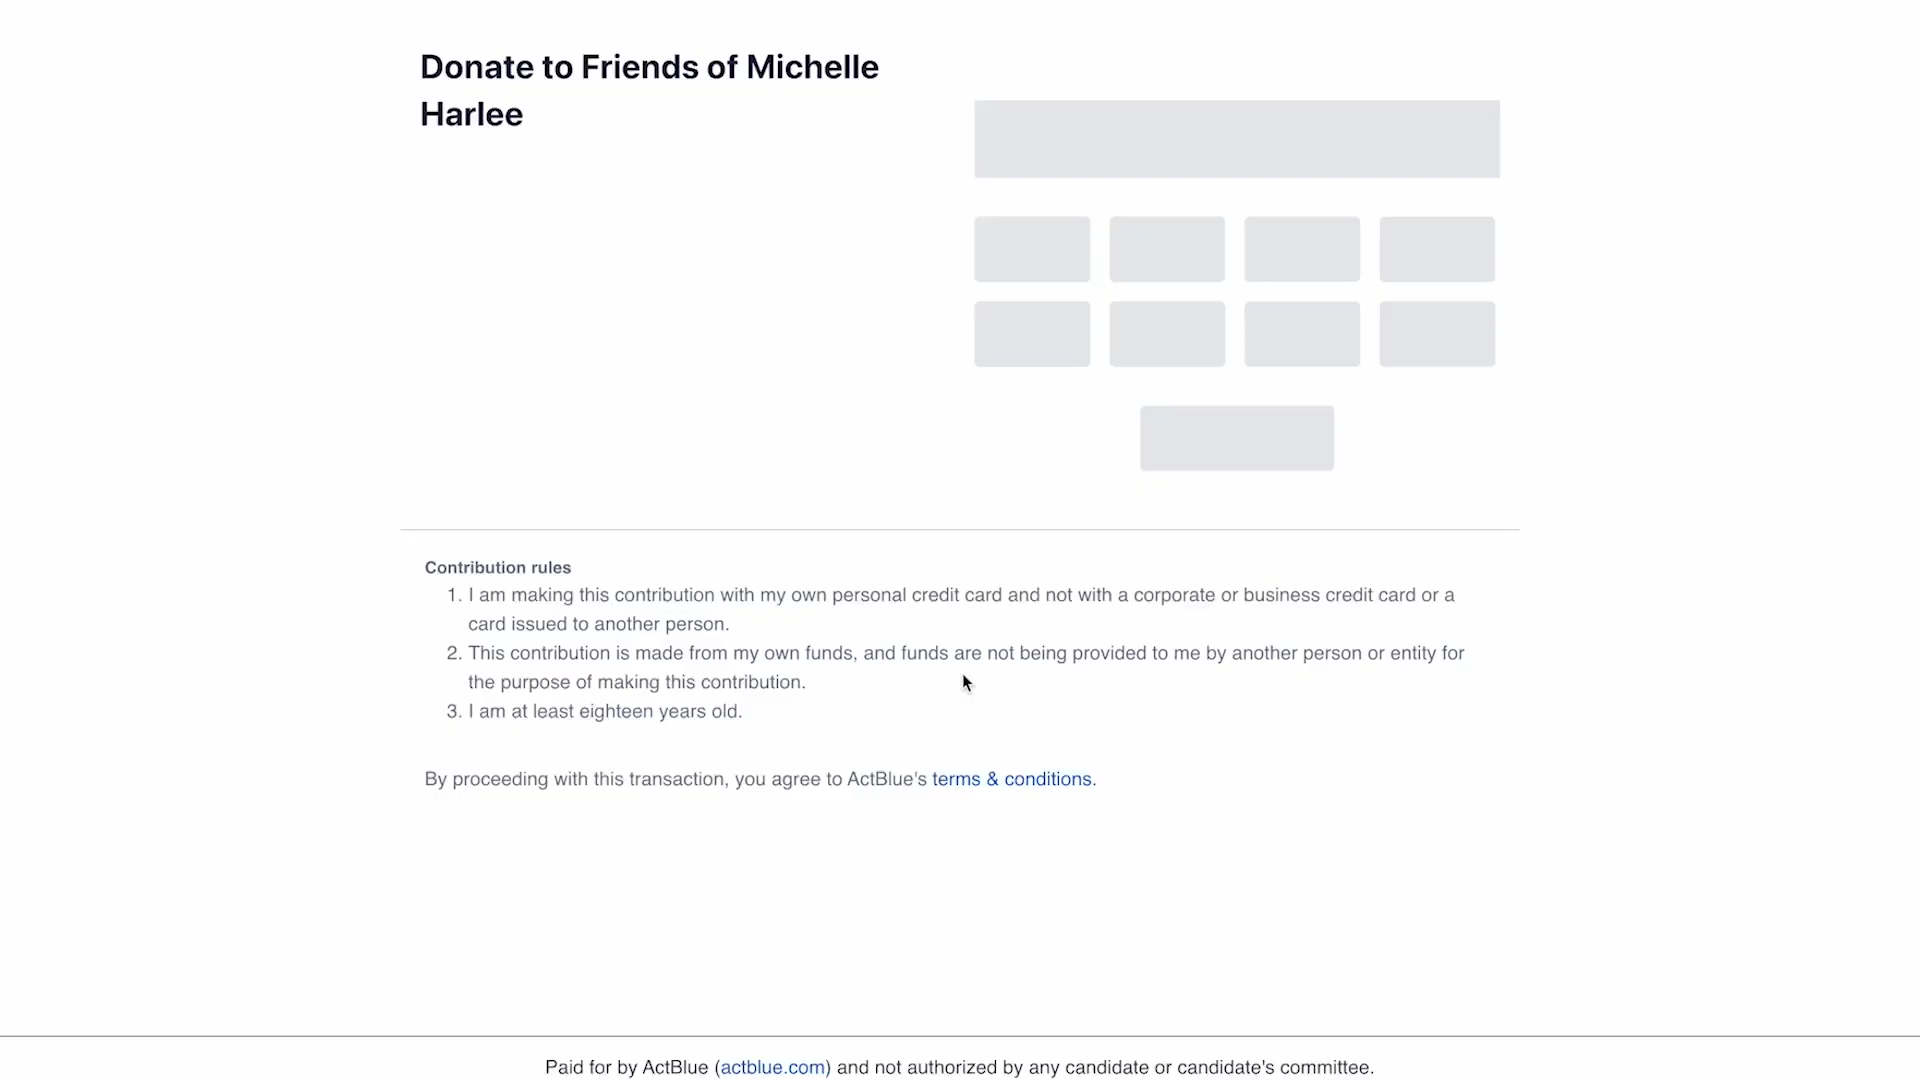 Donate to Friends of Michelle
Harlee
Contribution rules
1. I am making this contribution with my own personal credit card and not with a corporate or business credit card or a
card issued to another person.
2. This contribution is made from my own funds, and funds are not being provided to me by another person or entity for
the purpose of making this contribution.
3. I am at least eighteen years old.
By proceeding with this transaction, you agree to ActBlue's terms & conditions.
Paid for by ActBlue (actblue.com) and not authorized by any candidate or candidate's committee.